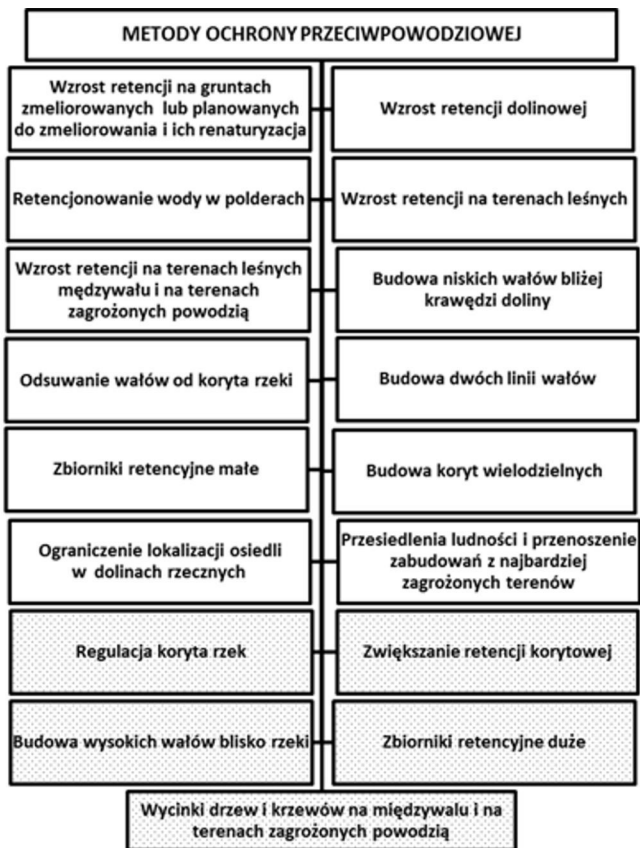 METODY OCHRONY PRZECIWPOWODZIOWEJ
Wzrost retencji na gruntach
zmeliorowanych lub planowanych
do zmeliorowania i ich renaturyzacja
Wzrost retencji dolinowej
Retencjonowanie wody w polderach
Wzrost retencji na terenach leśnych
Wzrost retencji na terenach leśnych
mędzywału i na terenach
zagrożonych powodzią
Budowa niskich wałów bliżej
krawędzi doliny
Odsuwanie wałów od koryta rzeki
Budowa dwóch linii wałów
Zbiorniki retencyjne małe
Budowa koryt wielodzielnych
Ograniczenie lokalizacji osiedli
w dolinach rzecznych
Przesiedlenia ludności i przenoszenie
zabudowań z najbardziej
zagrożonych terenów
Regulacja koryta rzek
Zwiększanie retencji korytowej
Budowa wysokich wałów blisko rzeki
Zbiorniki retencyjne duże
Wycinki drzew i krzewów na międzywalu i na
terenach zagrożonych powodzią